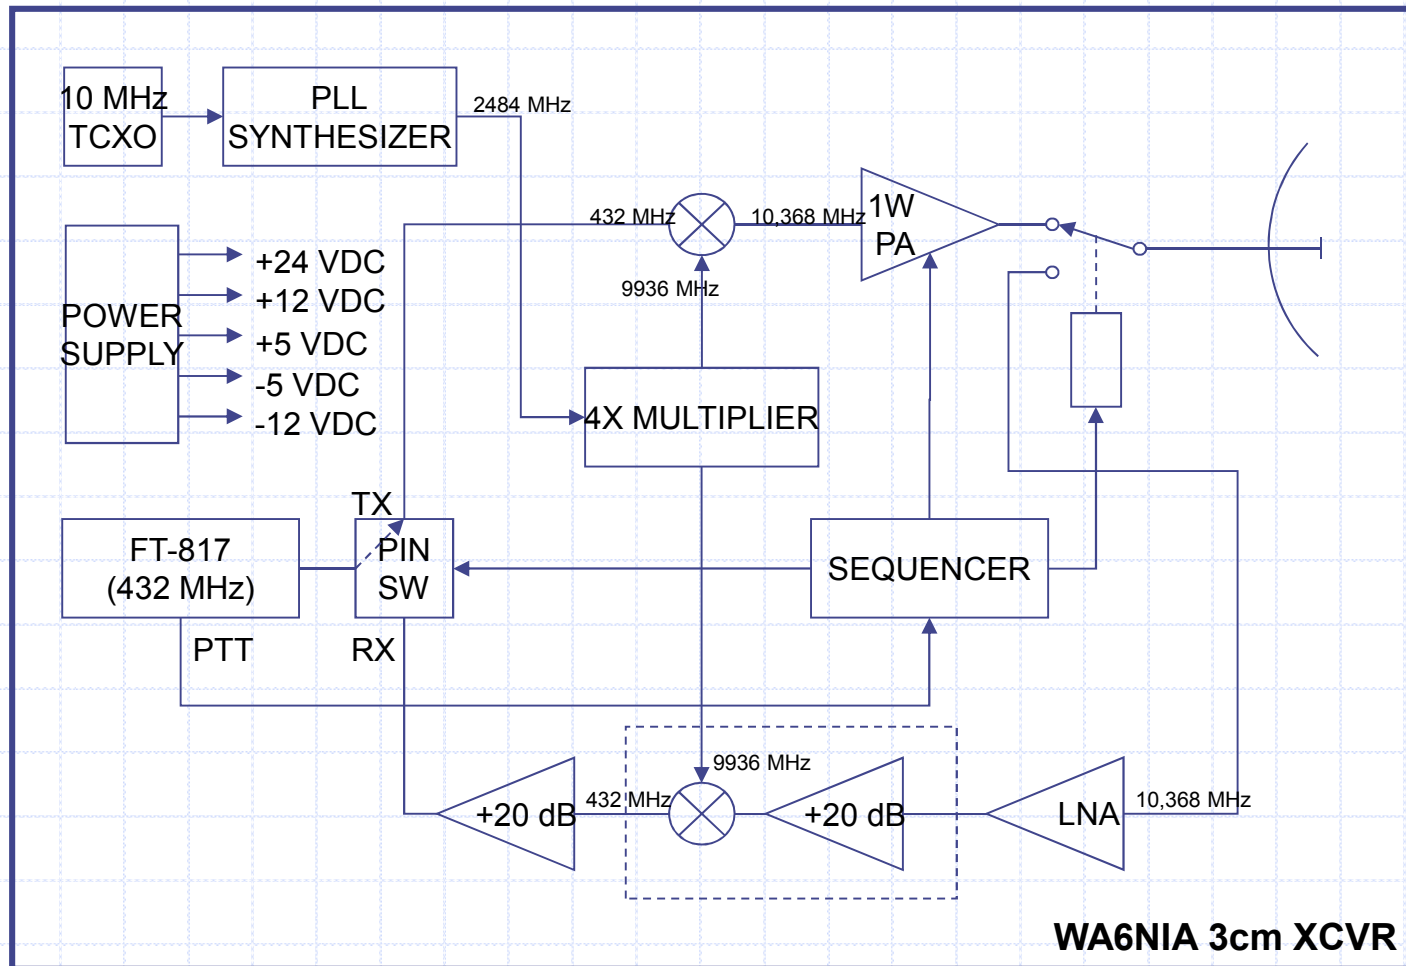 10 MHz
TCXO
PLL
SYNTHESIZER
2484 MHz
432 MHz
10,368 MHz
1W
PA
9936 MHz
POWER
SUPPLY
+24 VDC
+12 VDC
+5 VDC
-5 VDC
-12 VDC
4X MULTIPLIER
TX
FT-817
(432 MHz)
PIN
SW
SEQUENCER
PTT
RX
9936 MHz
+20 dB
432 MHz
+20 dB
LNA
10,368 MHz
WA6NIA 3cm XCVR